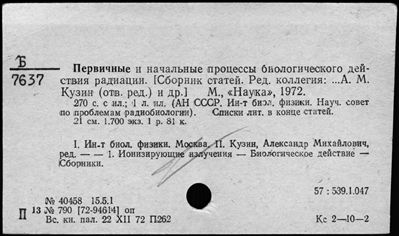 Б
7637
Первичные и начальные процессы биологического дей-
ствия радиации. [Сборник статей. Ред. коллегия: ...А. М.
Кузин (отв. ред.) и др.] М., «Наука», 1972.
270 с. с ил.; 1 л. ил. (АН СССР. Ин-т биол. физики. Науч. совет
по проблемам радиобиологии). Списки лит. в конце статей.
21 см. 1.700 экз. 1 р. 81 к.
I. Ин-т биол. физики. Москва. II. Кузин, Александр Михайлович,
ред. — — 1. Ионизирующие излучения — Биологическое действие —
Сборники.
57 : 539.1.047
№ 40458 15.5.1
П 13 № 790 [72-94614] оп
Вс. кн. пал. 22 XII 72 П262
Кс 2—10—2